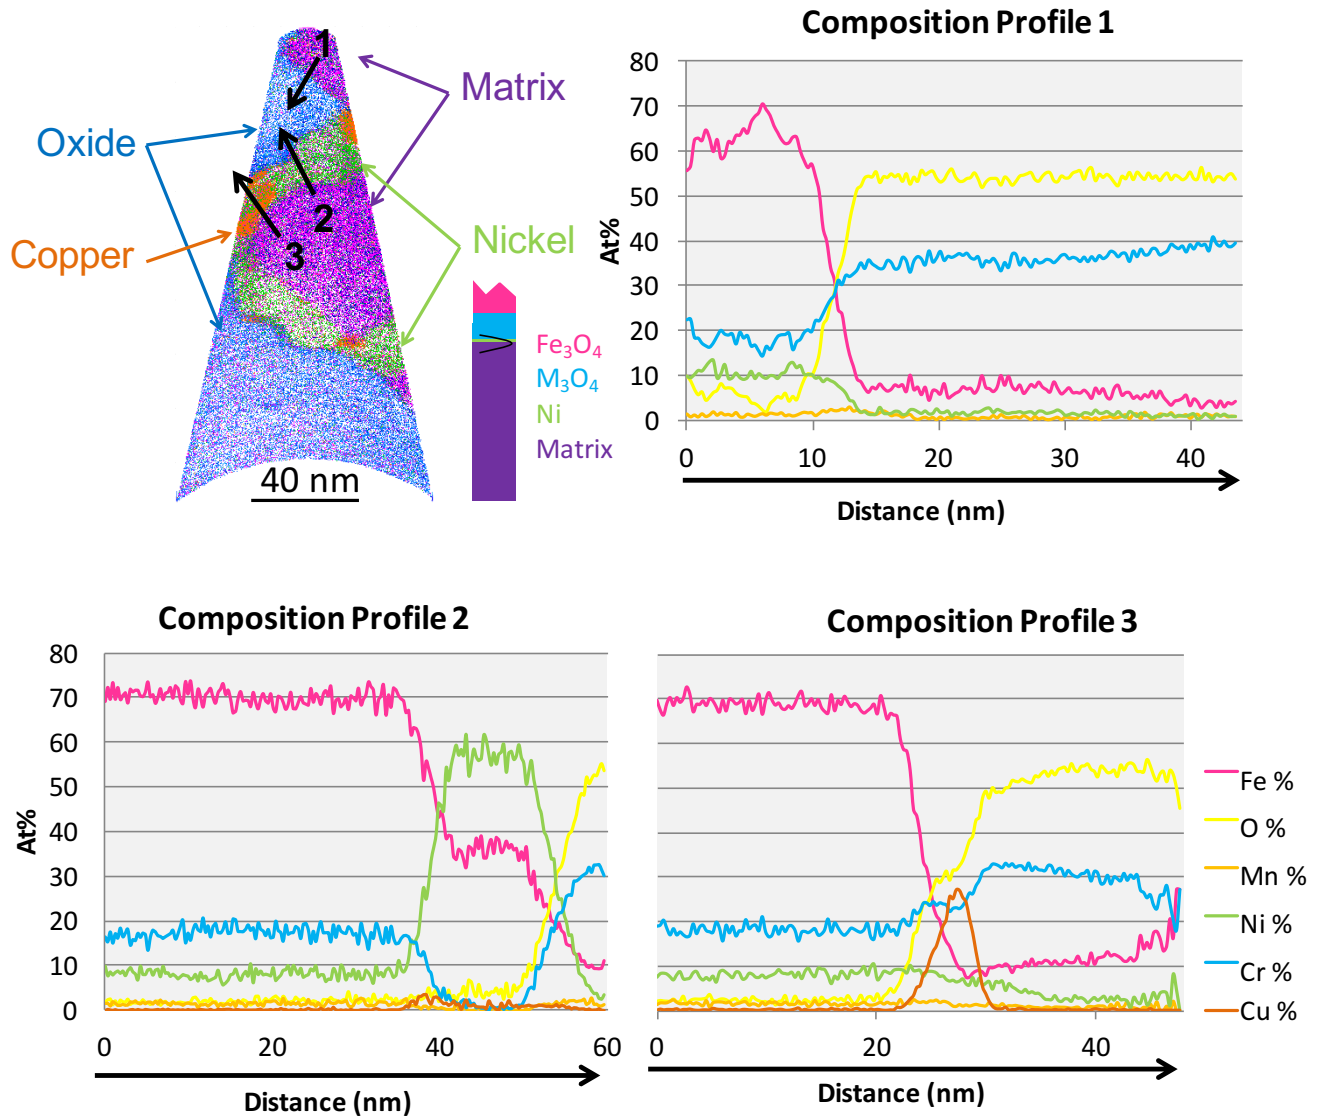 1
Matrix
Oxide
2
Nickel
Copper
3
Fe₃O₄
M₃O₄
Ni
Matrix
40 nm
Composition Profile 1
80
70
60
50
40
30
20
10
0
At%
0 10 20 30 40
Distance (nm)
Composition Profile 2
80
70
60
50
40
30
20
10
0
At%
0 20 40 60
Distance (nm)
Composition Profile 3
0 20 40
Distance (nm)
Fe %
O %
Mn %
Ni %
Cr %
Cu %